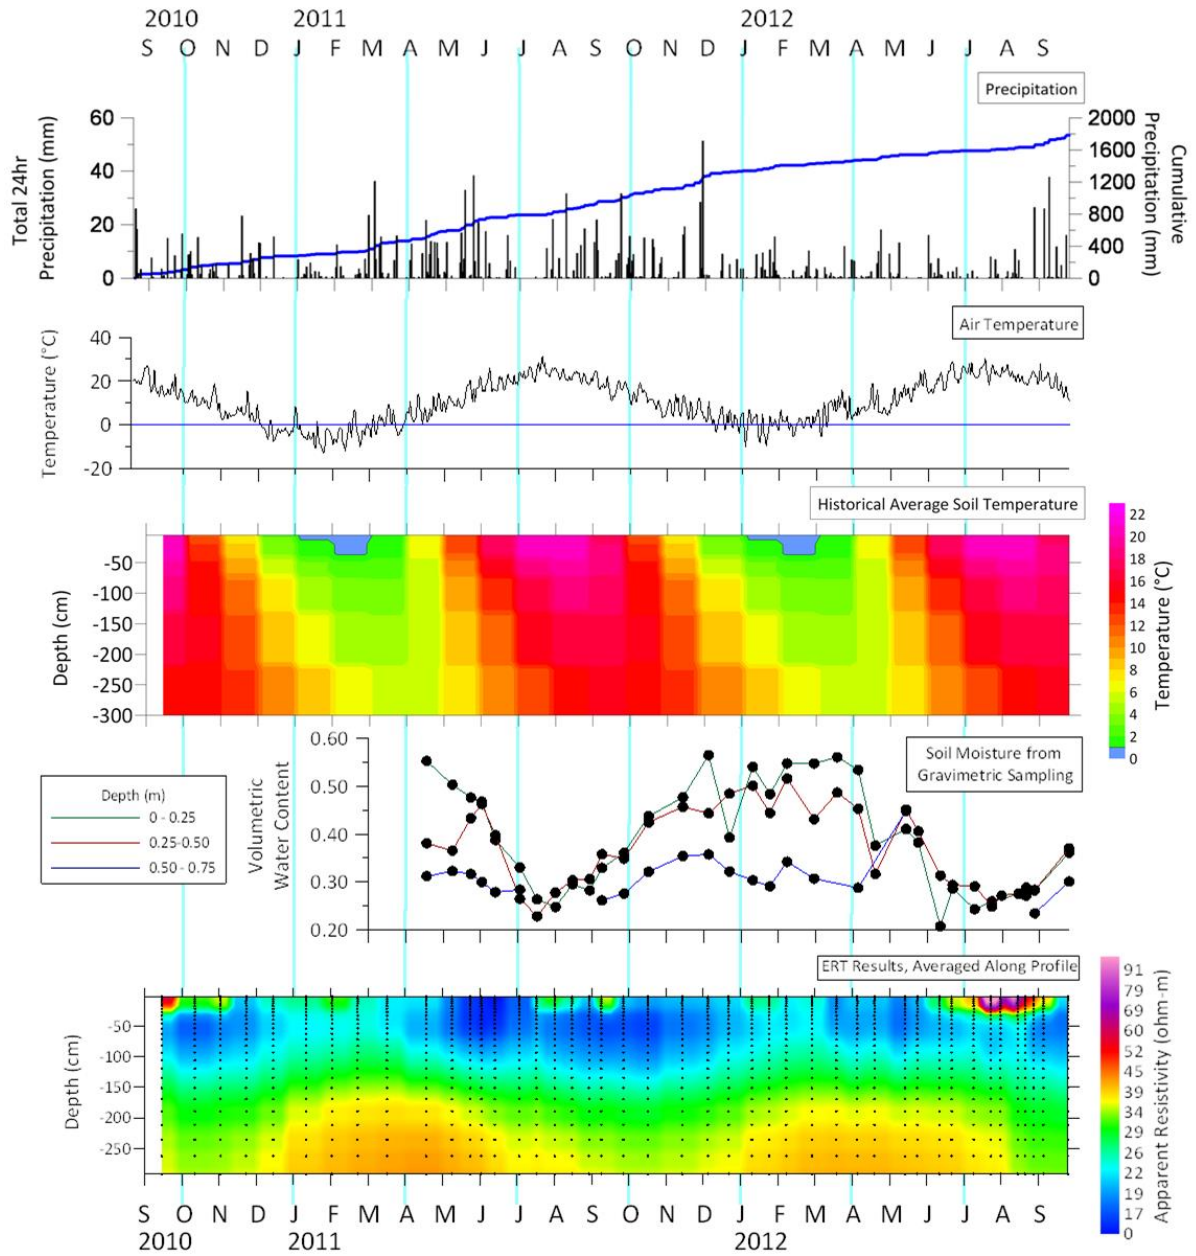 2010 2011 2012
S O N D J F M A M J J A S O N D J F M A M J J A S
Precipitation
Total 24hr
Precipitation (mm)
60
40
20
0
2000
1600
1200
800
400
0
Cumulative
Precipitation (mm)
Air Temperature
Temperature (°C)
40
20
0
-20
Historical Average Soil Temperature
Depth (cm)
-50
-100
-150
-200
-250
-300
22
20
18
16
14
12
10
8
6
4
2
0
Temperature (°C)
Soil Moisture from
Gravimetric Sampling
Depth (m)
0 - 0.25
0.25-0.50
0.50 - 0.75
Volumetric
Water Content
0.60
0.50
0.40
0.30
0.20
ERT Results, Averaged Along Profile
Depth (cm)
-50
-100
-150
-200
-250
91
79
69
60
52
45
39
34
29
26
22
19
17
0
Apparent Resistivity (ohm-m)
S O N D J F M A M J J A S O N D J F M A M J J A S
2010 2011 2012